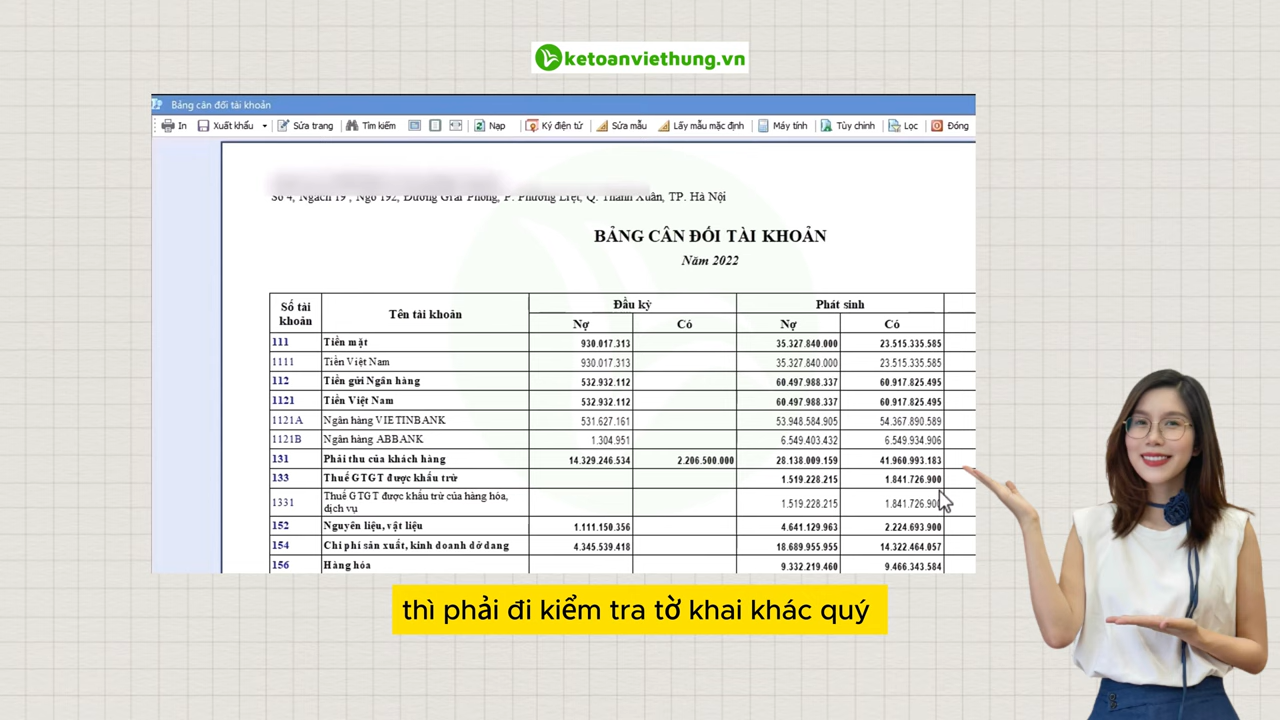 ketoanviethung.vn
Bảng cân đối tài khoản
In Xuất khẩu Sửa trang Tìm kiếm Nạp Ký điện tử Sửa mẫu Lấy mẫu mặc định Máy tính Tùy chỉnh Lọc Đóng
Số 4, Ngách 19, Ngõ 192, Đường Giải Phóng, P. Phương Liệt, Q. Thanh Xuân, TP. Hà Nội
BẢNG CÂN ĐỐI TÀI KHOẢN
Năm 2022
Số tài khoản Tên tài khoản Đầu kỳ Phát sinh
Nợ Có Nợ Có
111 Tiền mặt 930.017.313 35.327.840.000 23.515.335.585
1111 Tiền Việt Nam 930.017.313 35.327.840.000 23.515.335.585
112 Tiền gửi Ngân hàng 532.932.112 60.497.988.337 60.917.825.495
1121 Tiền Việt Nam 532.932.112 60.497.988.337 60.917.825.495
1121A Ngân hàng VIETINBANK 531.627.161 53.948.584.905 54.367.890.589
1121B Ngân hàng ABBANK 1.304.951 6.549.403.432 6.549.934.906
131 Phải thu của khách hàng 14.329.246.534 2.206.500.000 28.138.009.159 41.960.993.183
133 Thuế GTGT được khấu trừ 1.519.228.215 1.841.726.900
1331 Thuế GTGT được khấu trừ của hàng hóa, dịch vụ 1.519.228.215 1.841.726.900
152 Nguyên liệu, vật liệu 1.111.150.356 4.641.129.963 2.224.693.900
154 Chi phí sản xuất, kinh doanh dở dang 4.345.539.418 18.689.955.955 14.322.464.057
156 Hàng hóa 9.332.219.460 9.466.343.584
thì phải đi kiểm tra tờ khai khác quý